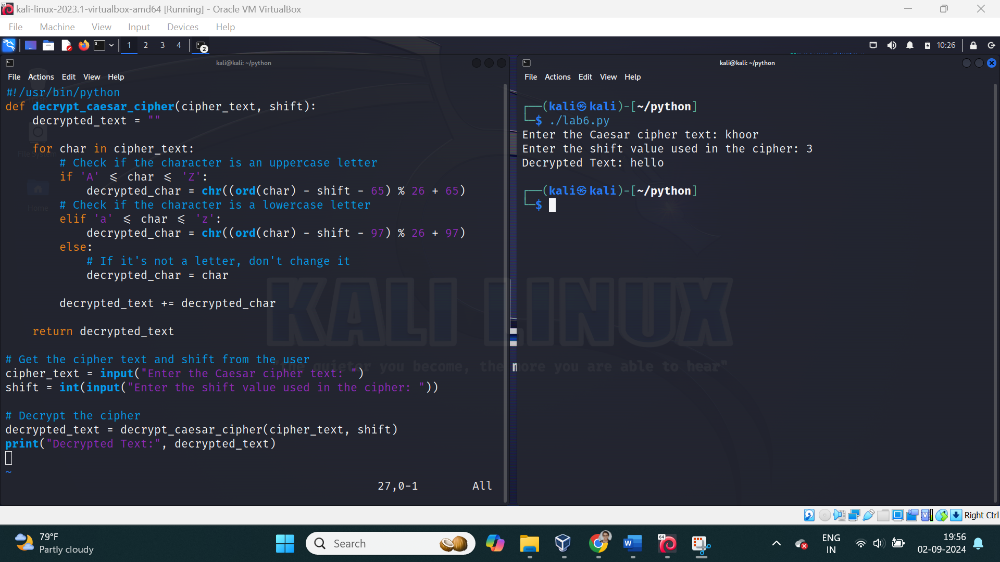 kali-linux-2023.1-virtualbox-amd64 [Running] - Oracle VM VirtualBox
File Machine View Input Devices Help
1 2 3 4 2 10:26
kali@kali: ~/python
File Actions Edit View Help
#!/usr/bin/python
def decrypt_caesar_cipher(cipher_text, shift):
    decrypted_text = ""

    for char in cipher_text:
        # Check if the character is an uppercase letter
        if 'A' <= char <= 'Z':
            decrypted_char = chr((ord(char) - shift - 65) % 26 + 65)
        # Check if the character is a lowercase letter
        elif 'a' <= char <= 'z':
            decrypted_char = chr((ord(char) - shift - 97) % 26 + 97)
        else:
            # If it's not a letter, don't change it
            decrypted_char = char

        decrypted_text += decrypted_char

    return decrypted_text

# Get the cipher text and shift from the user
cipher_text = input("Enter the Caesar cipher text: ")
shift = int(input("Enter the shift value used in the cipher: "))

# Decrypt the cipher
decrypted_text = decrypt_caesar_cipher(cipher_text, shift)
print("Decrypted Text:", decrypted_text)
~
27,0-1 All
kali@kali: ~/python
File Actions Edit View Help
┌──(kali㉿kali)-[~/python]
└─$ ./lab6.py
Enter the Caesar cipher text: khoor
Enter the shift value used in the cipher: 3
Decrypted Text: hello

┌──(kali㉿kali)-[~/python]
└─$
File System
Home
KALI LINUX
"the quieter you become, the more you are able to hear"
Right Ctrl
79°F
Partly cloudy
Search
64
ENG
IN
19:56
02-09-2024